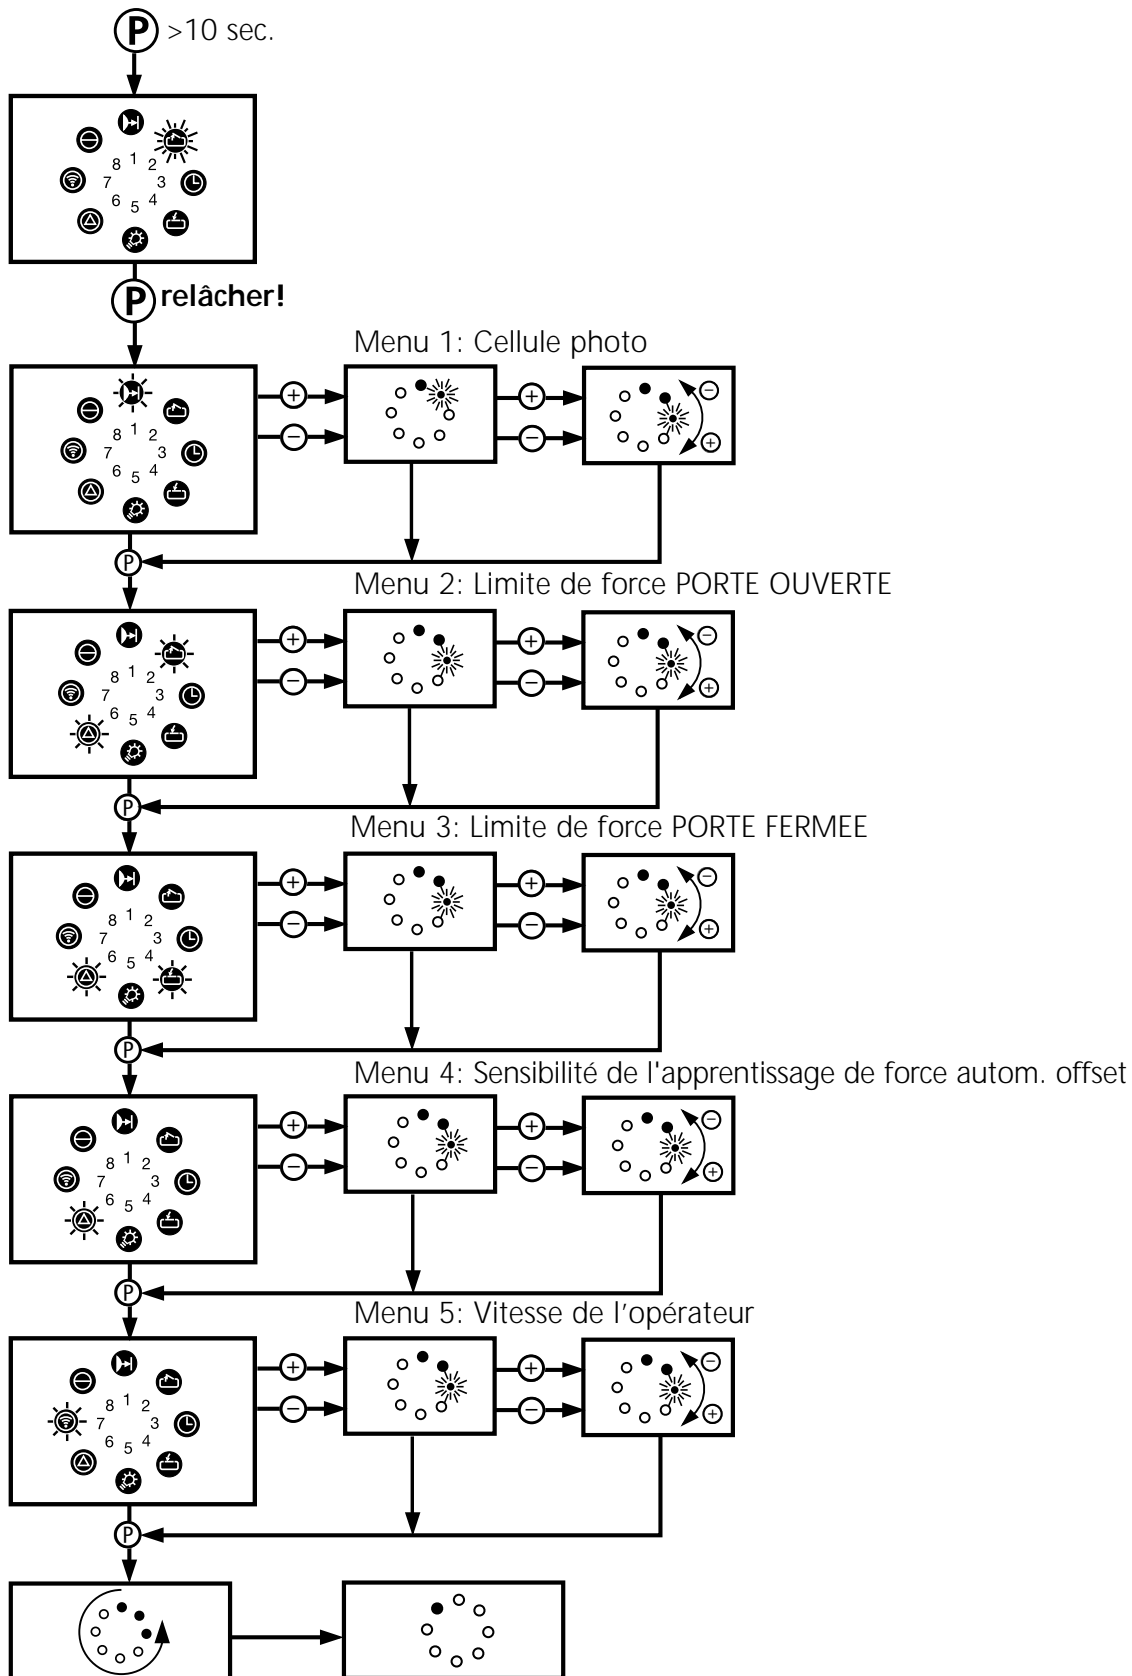 P >10 sec.
8 1 2
7 3
6 5 4
P relâcher!
Menu 1: Cellule photo
8 1 2
7 3
6 5 4
+ +
− −
− +
P
Menu 2: Limite de force PORTE OUVERTE
8 1 2
7 3
6 5 4
+ +
− −
− +
P
Menu 3: Limite de force PORTE FERMEE
8 1 2
7 3
6 5 4
+ +
− −
− +
P
Menu 4: Sensibilité de l'apprentissage de force autom. offset
8 1 2
7 3
6 5 4
+ +
− −
− +
P
Menu 5: Vitesse de l’opérateur
8 1 2
7 3
6 5 4
+ +
− −
− +
P